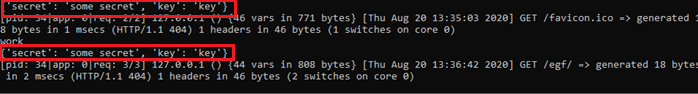 {'secret': 'some secret', 'key': 'key'}
[pid: 34|app: 0|req: 2/2] 127.0.0.1 () {46 vars in 771 bytes} [Thu Aug 20 13:35:03 2020] GET /favicon.ico => generated 1
8 bytes in 1 msecs (HTTP/1.1 404) 1 headers in 46 bytes (1 switches on core 0)
work
{'secret': 'some secret', 'key': 'key'}
[pid: 34|app: 0|req: 3/3] 127.0.0.1 () {44 vars in 808 bytes} [Thu Aug 20 13:36:42 2020] GET /egf/ => generated 18 bytes
in 2 msecs (HTTP/1.1 404) 1 headers in 46 bytes (2 switches on core 0)